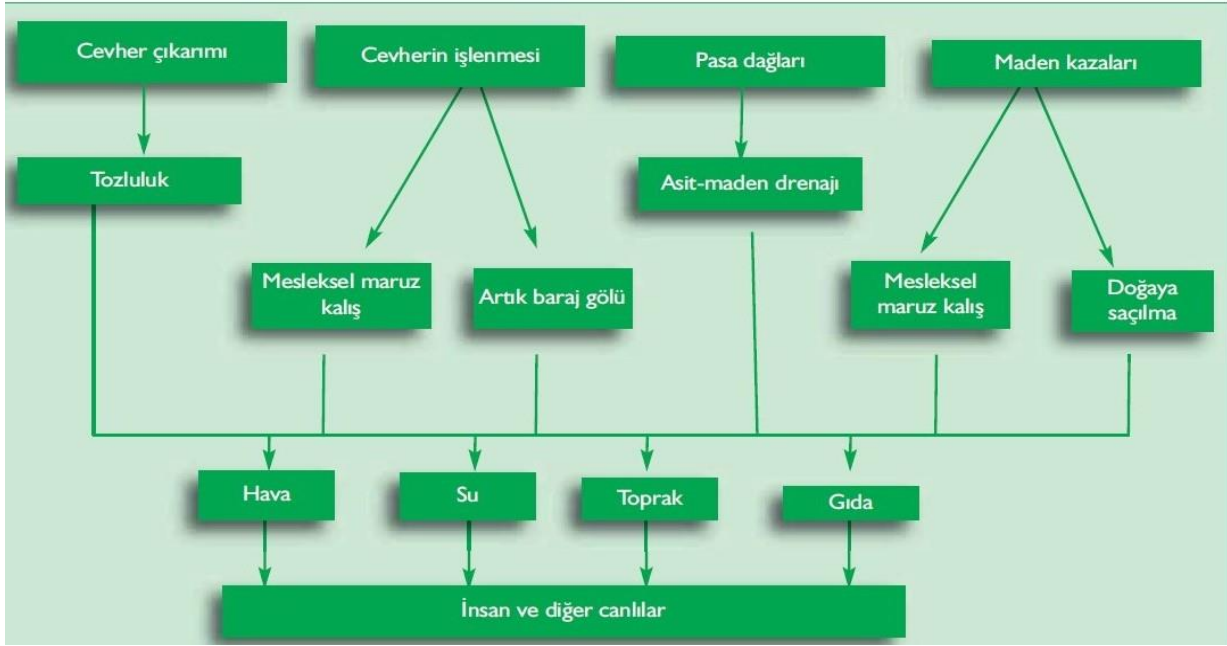 Cevher çıkarımı
Cevherin işlenmesi
Pasa dağları
Maden kazaları
Tozluluk
Asit-maden drenajı
Mesleksel maruz
kalış
Artık baraj gölü
Mesleksel
maruz kalış
Doğaya
saçılma
Hava
Su
Toprak
Gıda
İnsan ve diğer canlılar